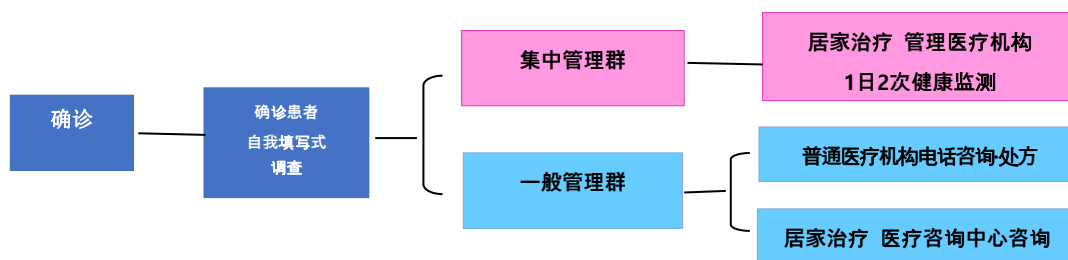 确诊
确诊患者
自我填写式
调查
集中管理群
居家治疗 管理医疗机构
1日2次健康监测
一般管理群
普通医疗机构电话咨询·处方
居家治疗 医疗咨询中心咨询